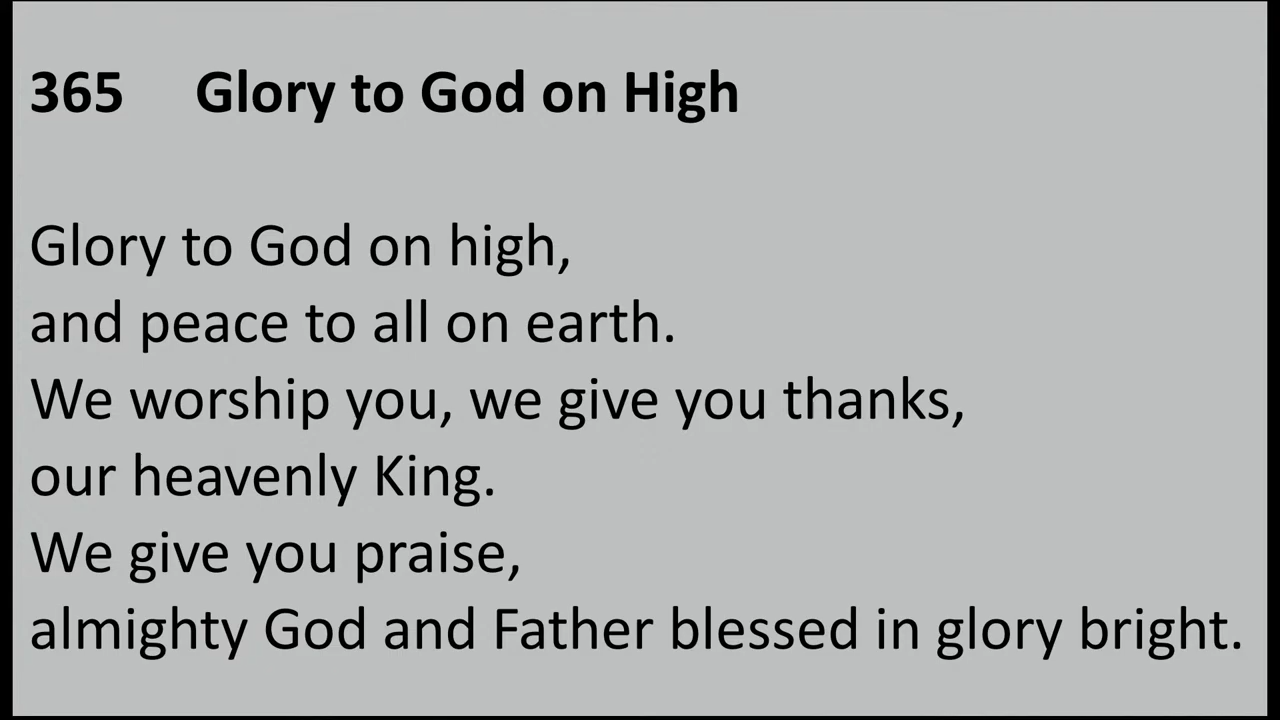 365 Glory to God on High
Glory to God on high,
and peace to all on earth.
We worship you, we give you thanks,
our heavenly King.
We give you praise,
almighty God and Father blessed in glory bright.